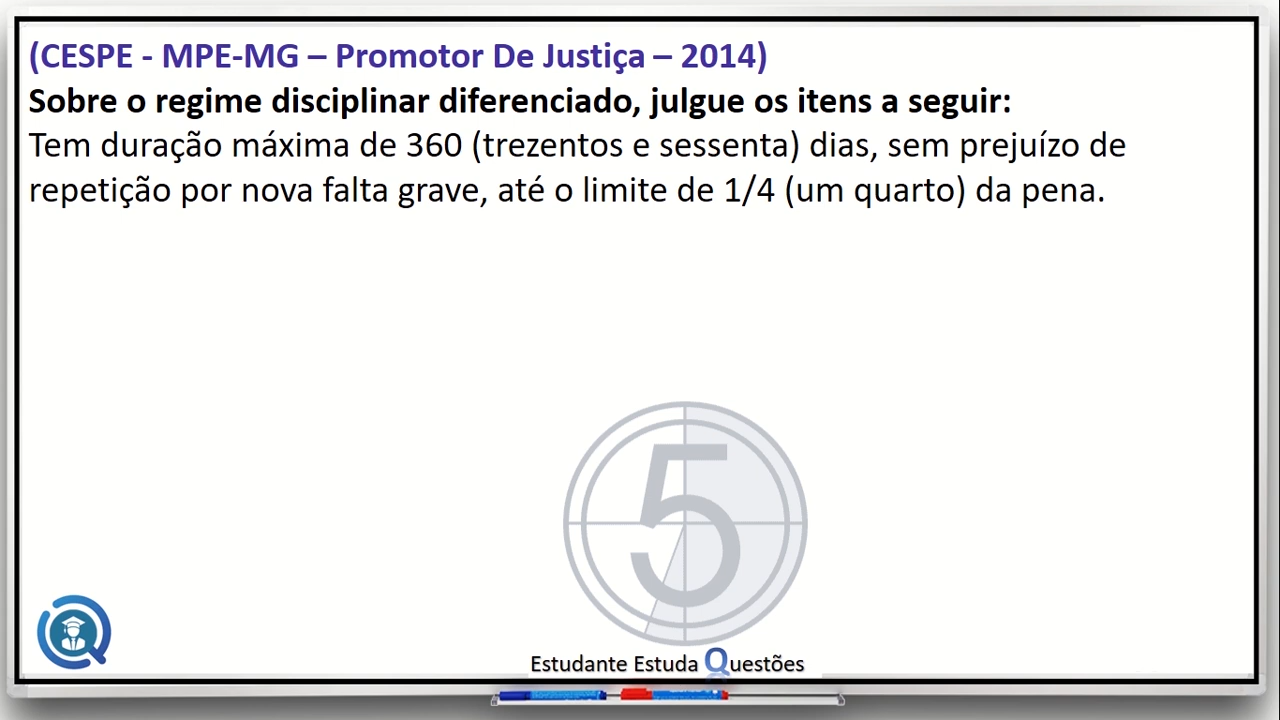 (CESPE - MPE-MG – Promotor De Justiça – 2014)
Sobre o regime disciplinar diferenciado, julgue os itens a seguir:
Tem duração máxima de 360 (trezentos e sessenta) dias, sem prejuízo de
repetição por nova falta grave, até o limite de 1/4 (um quarto) da pena.
5
Estudante Estuda Questões